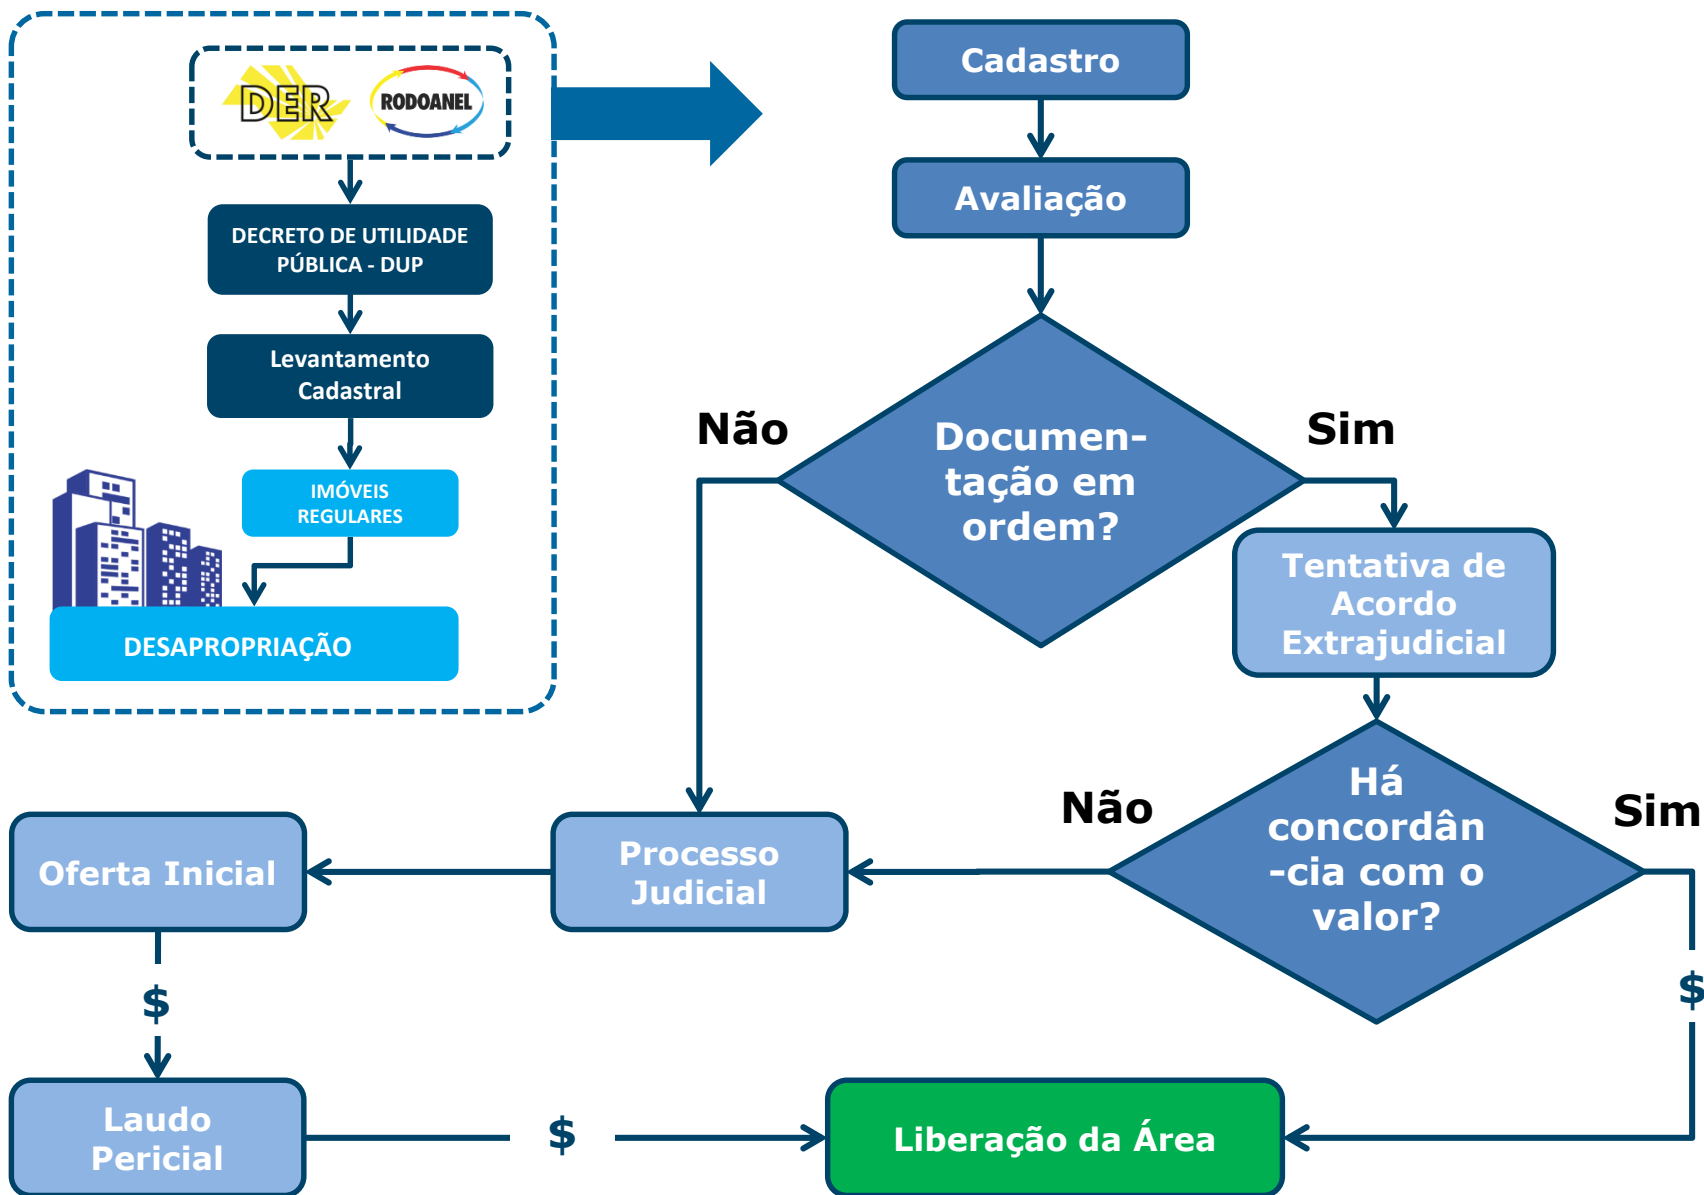 DER
RODOANEL
DECRETO DE UTILIDADE
PÚBLICA - DUP
Levantamento
Cadastral
IMÓVEIS
REGULARES
DESAPROPRIAÇÃO
Cadastro
Avaliação
Não
Documen-
tação em
ordem?
Sim
Tentativa de
Acordo
Extrajudicial
Não
Há
concordân
-cia com o
valor?
Sim
Processo
Judicial
Oferta Inicial
$
$
Laudo
Pericial
$
Liberação da Área